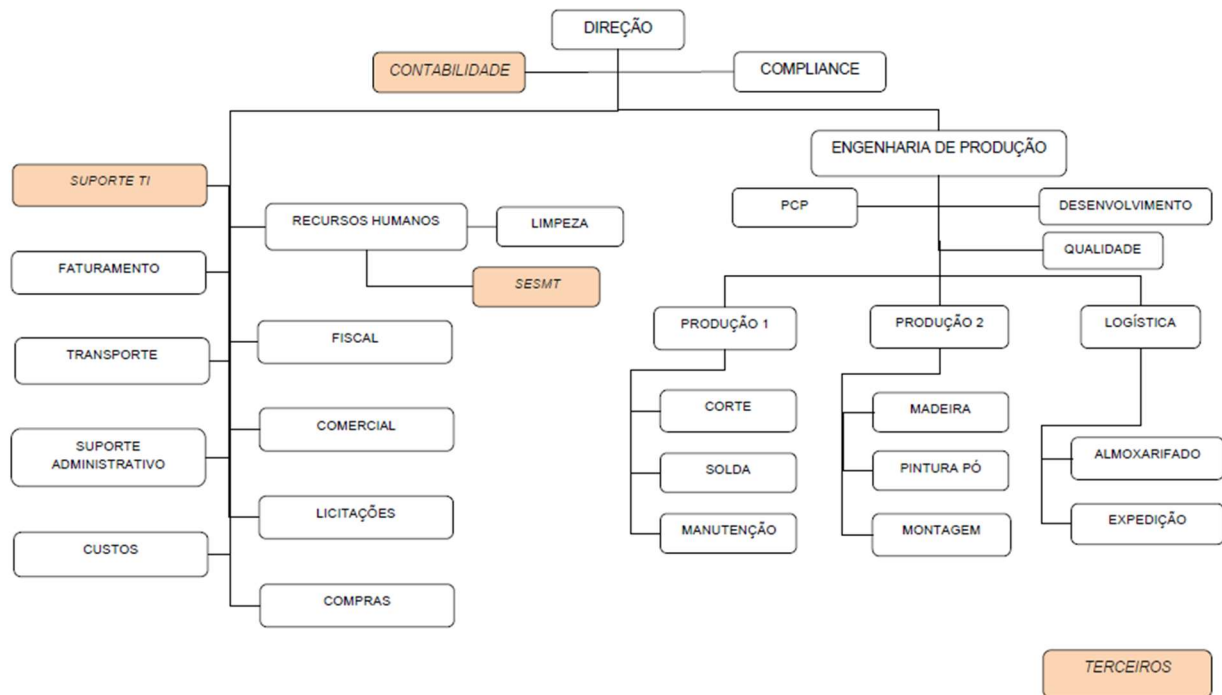 DIREÇÃO
CONTABILIDADE
COMPLIANCE
ENGENHARIA DE PRODUÇÃO
SUPORTE TI
RECURSOS HUMANOS
LIMPEZA
PCP
DESENVOLVIMENTO
FATURAMENTO
SESMT
QUALIDADE
TRANSPORTE
FISCAL
PRODUÇÃO 1
PRODUÇÃO 2
LOGÍSTICA
SUPORTE
ADMINISTRATIVO
COMERCIAL
CORTE
MADEIRA
ALMOXARIFADO
SOLDA
PINTURA PÓ
CUSTOS
LICITAÇÕES
MANUTENÇÃO
MONTAGEM
EXPEDIÇÃO
COMPRAS
TERCEIROS